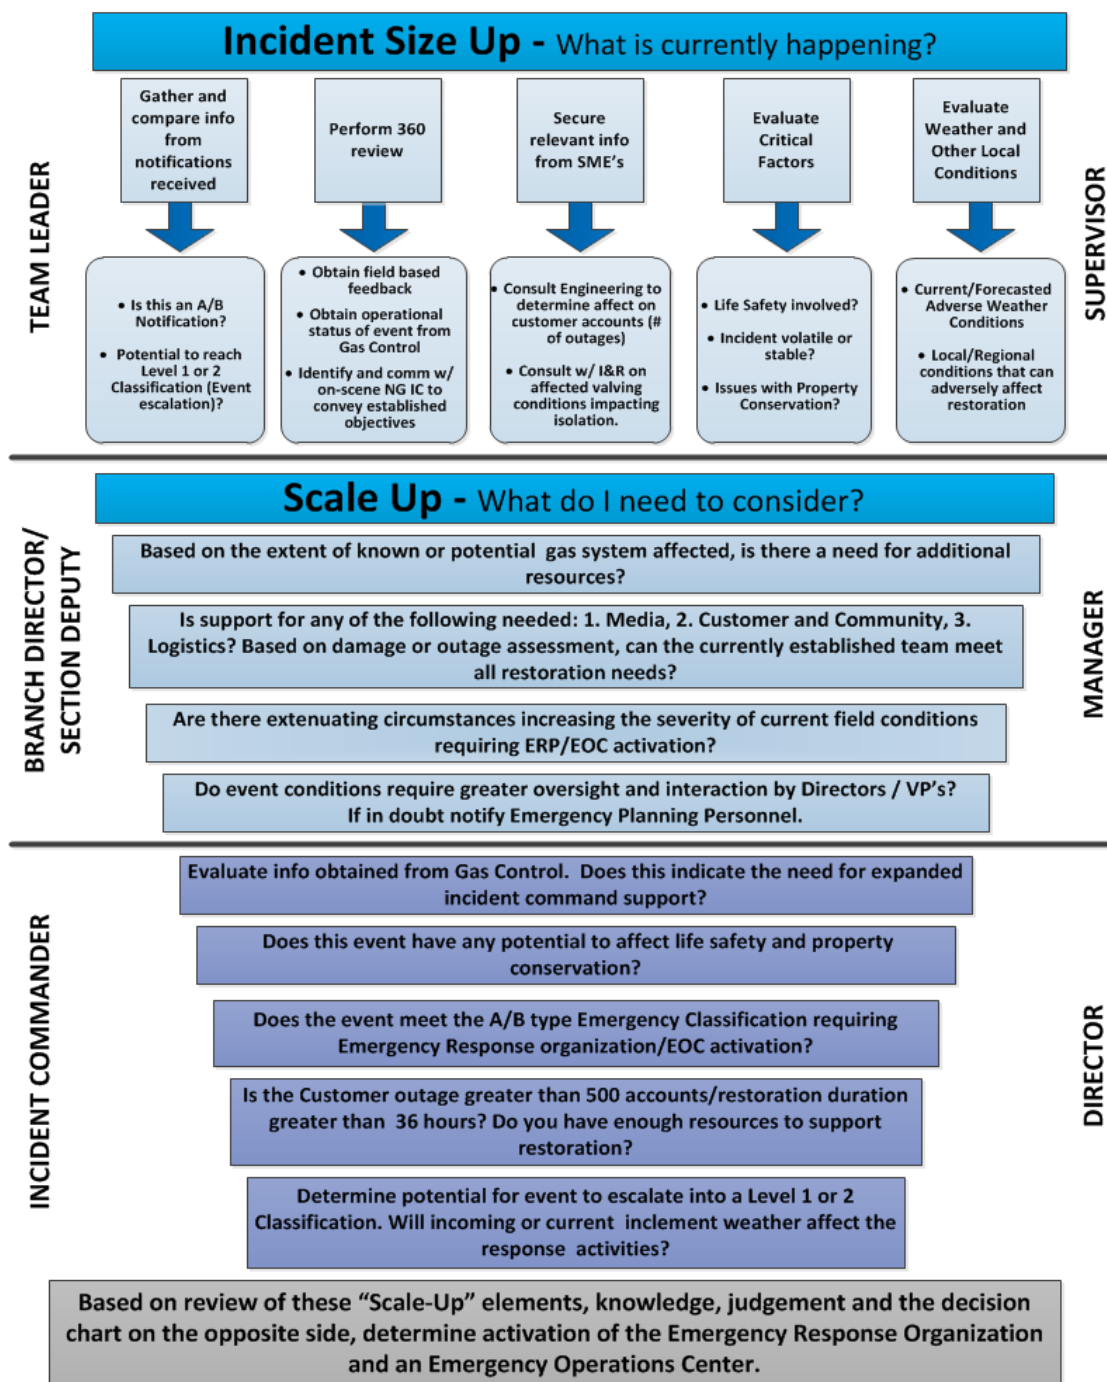 Incident Size Up - What is currently happening?
TEAM LEADER
SUPERVISOR
Gather and
compare info
from
notifications
received
Perform 360
review
Secure
relevant info
from SME's
Evaluate
Critical
Factors
Evaluate
Weather and
Other Local
Conditions
• Is this an A/B
Notification?
• Potential to reach
Level 1 or 2
Classification (Event
escalation)?
• Obtain field based
feedback
• Obtain operational
status of event from
Gas Control
• Identify and comm w/
on-scene NG IC to
convey established
objectives
• Consult Engineering to
determine affect on
customer accounts (#
of outages)
• Consult w/ I&R on
affected valving
conditions impacting
isolation.
• Life Safety involved?
• Incident volatile or
stable?
• Issues with Property
Conservation?
• Current/Forecasted
Adverse Weather
Conditions
• Local/Regional
conditions that can
adversely affect
restoration
Scale Up - What do I need to consider?
BRANCH DIRECTOR/
SECTION DEPUTY
MANAGER
Based on the extent of known or potential gas system affected, is there a need for additional
resources?
Is support for any of the following needed: 1. Media, 2. Customer and Community, 3.
Logistics? Based on damage or outage assessment, can the currently established team meet
all restoration needs?
Are there extenuating circumstances increasing the severity of current field conditions
requiring ERP/EOC activation?
Do event conditions require greater oversight and interaction by Directors / VP's?
If in doubt notify Emergency Planning Personnel.
INCIDENT COMMANDER
DIRECTOR
Evaluate info obtained from Gas Control. Does this indicate the need for expanded
incident command support?
Does this event have any potential to affect life safety and property
conservation?
Does the event meet the A/B type Emergency Classification requiring
Emergency Response organization/EOC activation?
Is the Customer outage greater than 500 accounts/restoration duration
greater than 36 hours? Do you have enough resources to support
restoration?
Determine potential for event to escalate into a Level 1 or 2
Classification. Will incoming or current inclement weather affect the
response activities?
Based on review of these “Scale-Up” elements, knowledge, judgement and the decision
chart on the opposite side, determine activation of the Emergency Response Organization
and an Emergency Operations Center.